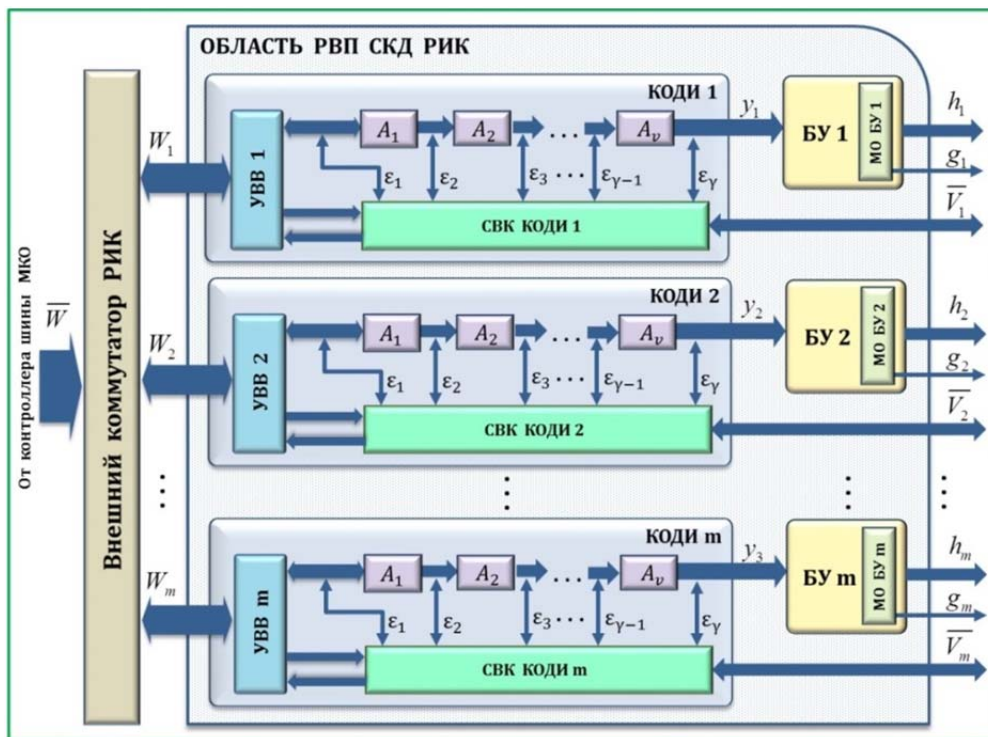 ОБЛАСТЬ РВП СКД РИК
От контроллера шины МКО
W̅
Внешний коммутатор РИК
КОДИ 1
W₁
УВВ 1
A₁
A₂
...
Aᵥ
y₁
ε₁
ε₂
ε₃ ... εᵧ₋₁
εᵧ
СВК КОДИ 1
БУ 1
МО БУ 1
h₁
g₁
V̅₁
КОДИ 2
W₂
УВВ 2
A₁
A₂
...
Aᵥ
y₂
ε₁
ε₂
ε₃ ... εᵧ₋₁
εᵧ
СВК КОДИ 2
БУ 2
МО БУ 2
h₂
g₂
V̅₂
...
...
...
...
КОДИ m
Wₘ
УВВ m
A₁
A₂
...
Aᵥ
y₃
ε₁
ε₂
ε₃ ... εᵧ₋₁
εᵧ
СВК КОДИ m
БУ m
МО БУ m
hₘ
gₘ
V̅ₘ